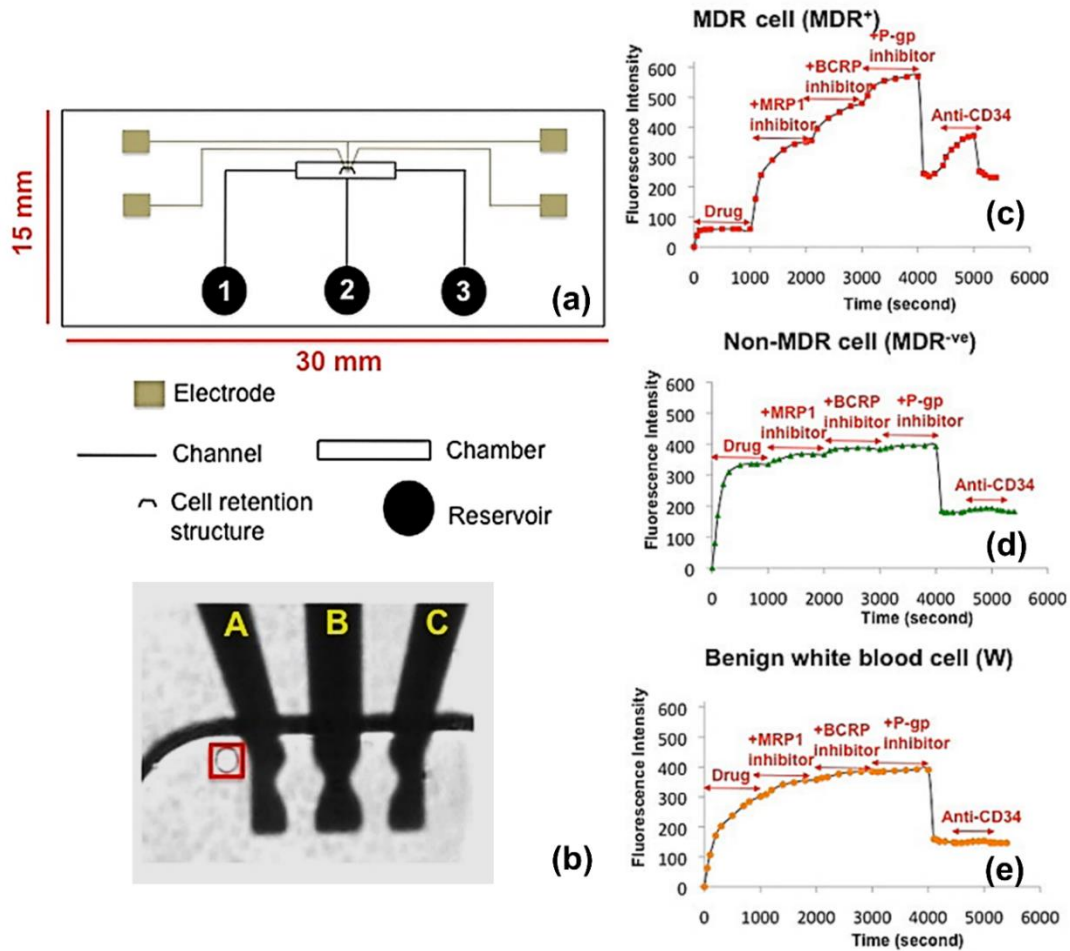 15 mm
1
2
3
(a)
30 mm
Electrode
Channel
Chamber
Cell retention
structure
Reservoir
A
B
C
(b)
MDR cell (MDR⁺)
+P-gp
inhibitor
+BCRP
inhibitor
+MRP1
inhibitor
Anti-CD34
Drug
(c)
Fluorescence Intensity
600
500
400
300
200
100
0
0 1000 2000 3000 4000 5000 6000
Time (second)
Non-MDR cell (MDR⁻ᵛᵉ)
+BCRP
inhibitor
+P-gp
inhibitor
+MRP1
inhibitor
Drug
Anti-CD34
(d)
Fluorescence Intensity
600
500
400
300
200
100
0
0 1000 2000 3000 4000 5000 6000
Time (second)
Benign white blood cell (W)
+P-gp
inhibitor
+BCRP
inhibitor
+MRP1
inhibitor
Drug
Anti-CD34
(e)
Fluorescence Intensity
600
500
400
300
200
100
0
0 1000 2000 3000 4000 5000 6000
Time (second)